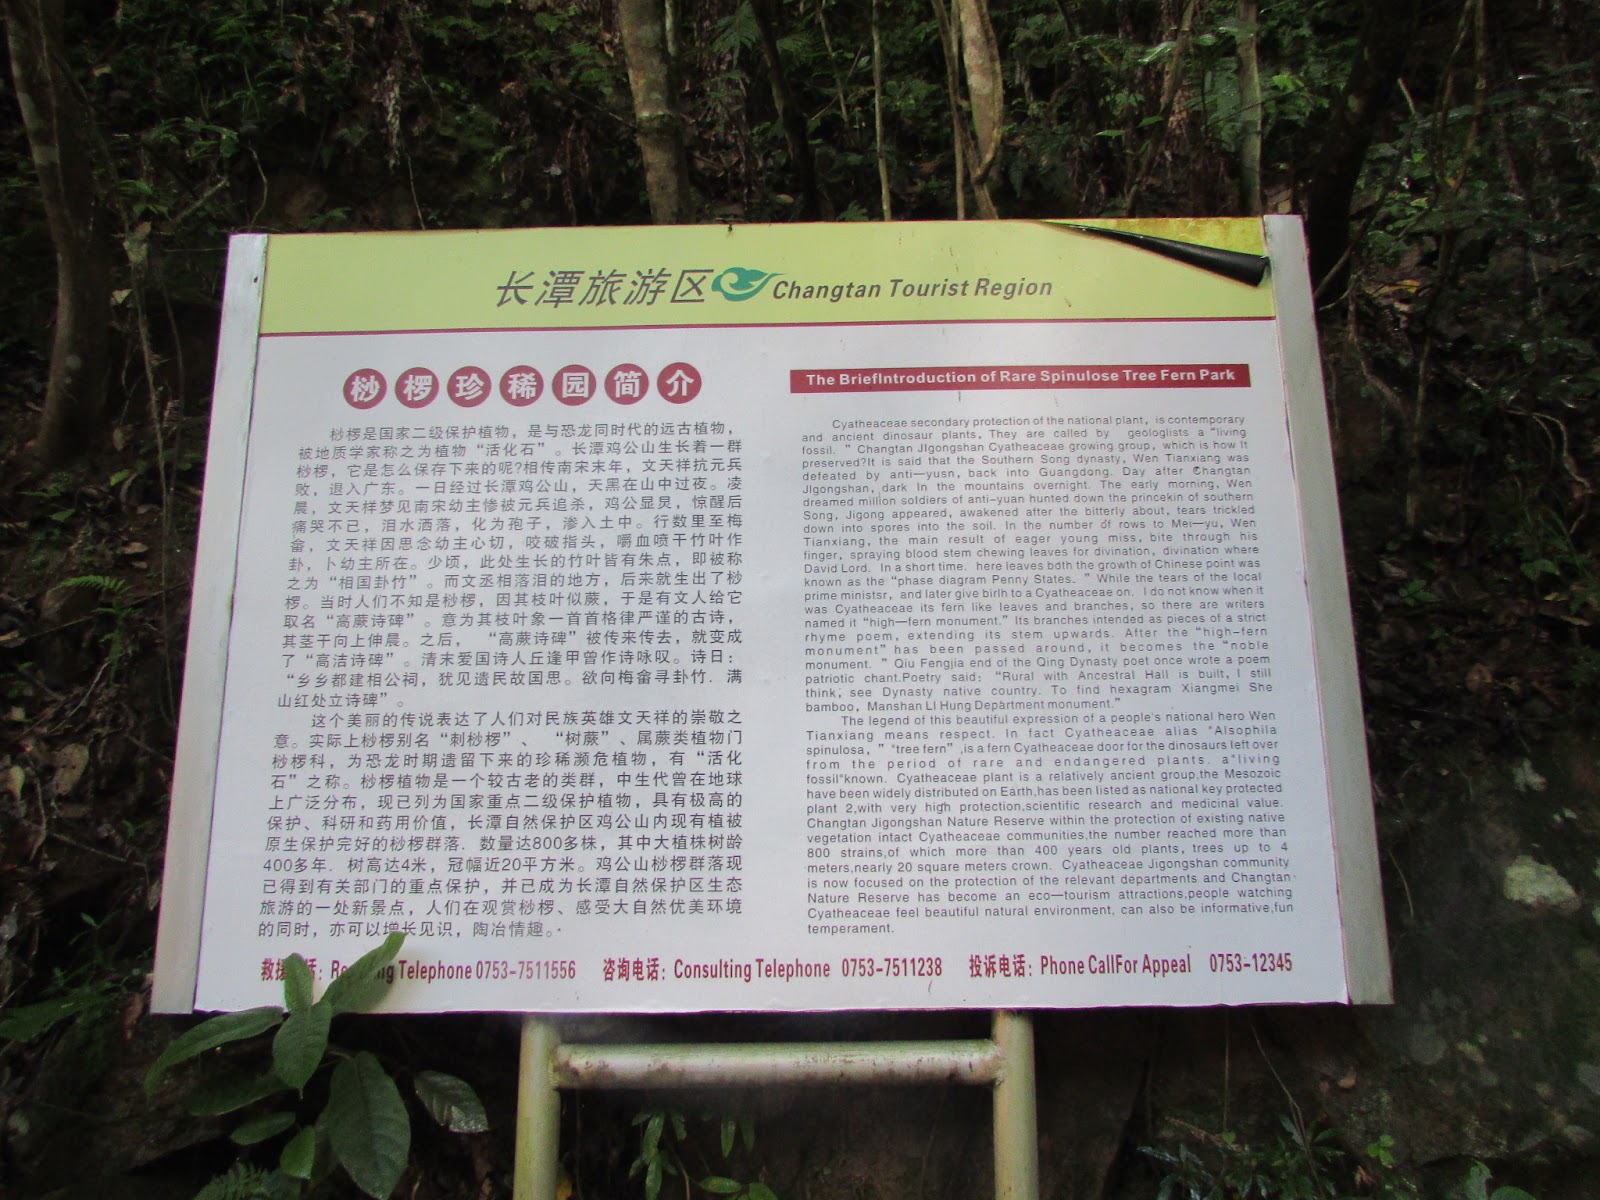 长潭旅游区 Changtan Tourist Region
桫椤珍稀园简介
桫椤是国家二级保护植物，是与恐龙同时代的远古植物，
被地质学家称之为植物“活化石”。长潭鸡公山生长着一群
桫椤，它是怎么保存下来的呢?相传南宋末年，文天祥抗元兵
败，退入广东。一日经过长潭鸡公山，天黑在山中过夜。凌
晨，文天祥梦见南宋幼主惨被元兵追杀，鸡公显灵，惊醒后
痛哭不已，泪水洒落，化为孢子，渗入土中。行数里至梅
畲，文天祥因思念幼主心切，咬破指头，嚼血喷干竹叶作
卦，卜幼主所在。少顷，此处生长的竹叶皆有朱点，即被称
之为“相国卦竹”。而文丞相落泪的地方，后来就生出了桫
椤。当时人们不知是桫椤，因其枝叶似蕨，于是有文人给它
取名“高蕨诗碑”。意为其枝叶象一首首格律严谨的古诗，
其茎干向上伸晨。之后，“高蕨诗碑”被传来传去，就变成
了“高洁诗碑”。清末爱国诗人丘逢甲曾作诗咏叹。诗日：
“乡乡都建相公祠，犹见遗民故国思。欲向梅畲寻卦竹．满
山红处立诗碑”。
这个美丽的传说表达了人们对民族英雄文天祥的崇敬之
意。实际上桫椤别名“刺桫椤”、“树蕨”、属蕨类植物门
桫椤科，为恐龙时期遗留下来的珍稀濒危植物，有“活化
石”之称。桫椤植物是一个较古老的类群，中生代曾在地球
上广泛分布，现已列为国家重点二级保护植物，具有极高的
保护、科研和药用价值，长潭自然保护区鸡公山内现有植被
原生保护完好的桫椤群落．数量达800多株，其中大植株树龄
400多年．树高达4米，冠幅近20平方米。鸡公山桫椤群落现
已得到有关部门的重点保护，并已成为长潭自然保护区生态
旅游的一处新景点，人们在观赏桫椤、感受大自然优美环境
的同时，亦可以增长见识，陶冶情趣。
The BriefIntroduction of Rare Spinulose Tree Fern Park
Cyatheaceae secondary protection of the national plant, is contemporary
and ancient dinosaur plants, They are called by geologlists a “living
fossil. ” Changtan JIgongshan Cyatheaceae growing group, which is how It
preserved?It is said that the Southern Song dynasty, Wen Tianxiang was
defeated by anti—yusn, back into Guangdong. Day after Changtan
JIgongshan, dark In the mountains overnight. The early morning, Wen
dreamed million soldiers of anti—yuan hunted down the princekin of southern
Song, Jigong appeared, awakened after the bitterly about, tears trickled
down into spores into the soil. In the number of rows to Mei—yu, Wen
Tianxiang, the main result of eager young miss, bite through his
finger, spraying blood stem chewing leaves for divination, divination where
David Lord. In a short time. here leaves both the growth of Chinese point was
known as the “phase diagram Penny States. ” While the tears of the local
prime ministsr, and later give birlh to a Cyatheaceae on. I do not know when it
was Cyatheaceae its fern like leaves and branches, so there are writers
named it “high—fern monument.” Its branches intended as pieces of a strict
rhyme poem, extending its stem upwards. After the “high–fern
monument” has been passed around, it becomes the “noble
monument. ” Qiu Fengjia end of the Qing Dynasty poet once wrote a poem
patriotic chant.Poetry said: “Rural with Ancestral Hall is built, I still
think, see Dynasty native country. To find hexagram Xiangmei She
bamboo, Manshan LI Hung Department monument.”
The legend of this beautiful expression of a people's national hero Wen
Tianxiang means respect. In fact Cyatheaceae alias “Alsophila
spinulosa, ” “tree fern” ,is a fern Cyatheaceae door for the dinosaurs left over
from the period of rare and endangered plants. a“living
fossil”known. Cyatheaceae plant is a relatively ancient group,the Mesozoic
have been widely distributed on Earth,has been listed as national key protected
plant 2,with very high protection,scientific research and medicinal value.
Changtan Jigongshan Nature Reserve within the protection of existing native
vegetation intact Cyatheaceae communities,the number reached more than
800 strains,of which more than 400 years old plants, trees up to 4
meters,nearly 20 square meters crown. Cyatheaceae Jigongshan community
is now focused on the protection of the relevant departments and Changtan
Nature Reserve has become an eco—tourism attractions,people watching
Cyatheaceae feel beautiful natural environment, can also be informative,fun
temperament.
救援 话：Re ing Telephone 0753-7511556 咨询电话：Consulting Telephone 0753-7511238 投诉电话：Phone CallFor Appeal 0753-12345